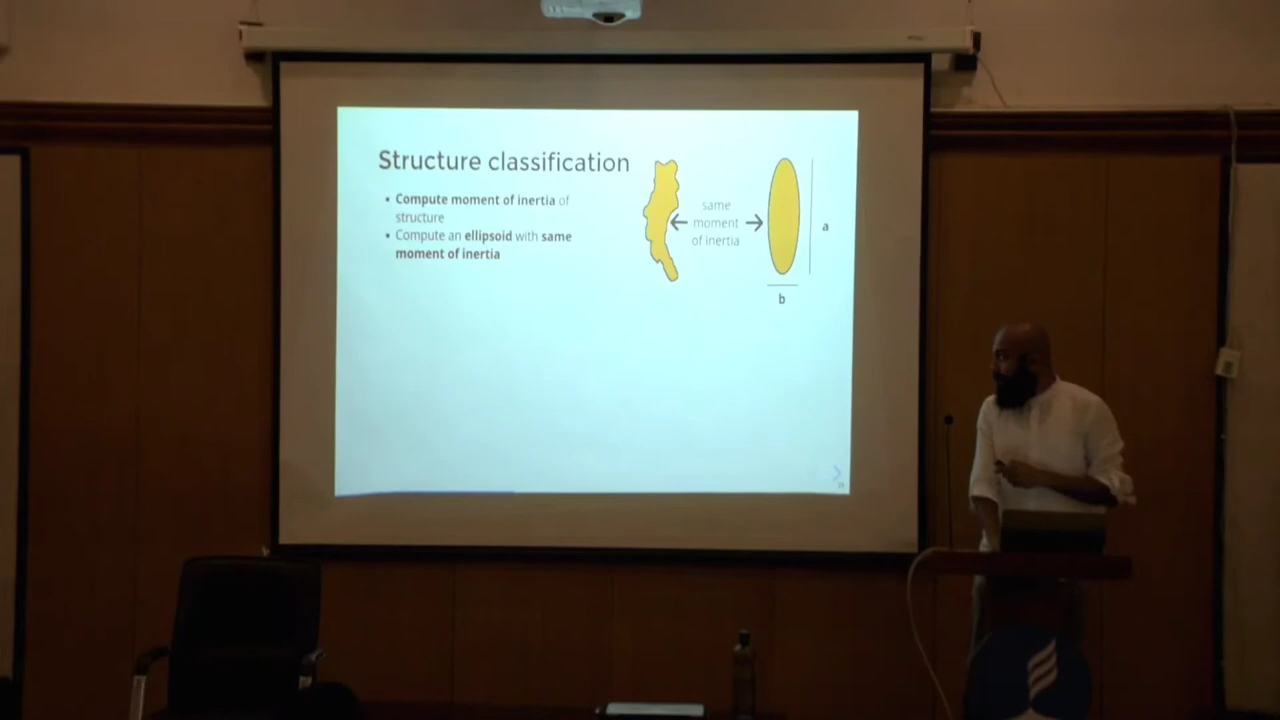 Structure classification
• Compute moment of inertia of
structure
• Compute an ellipsoid with same
moment of inertia
same
moment
of inertia
a
b